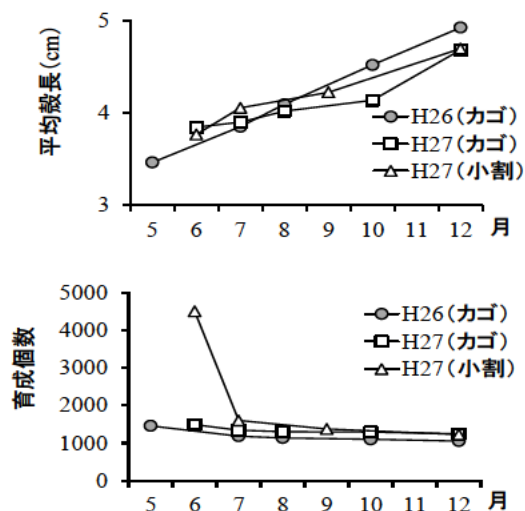 平均殻長(cm)
5
4
3
H26(カゴ)
H27(カゴ)
H27(小割)
5 6 7 8 9 10 11 12 月
育成個数
5000
4000
3000
2000
1000
0
H26(カゴ)
H27(カゴ)
H27(小割)
5 6 7 8 9 10 11 12 月